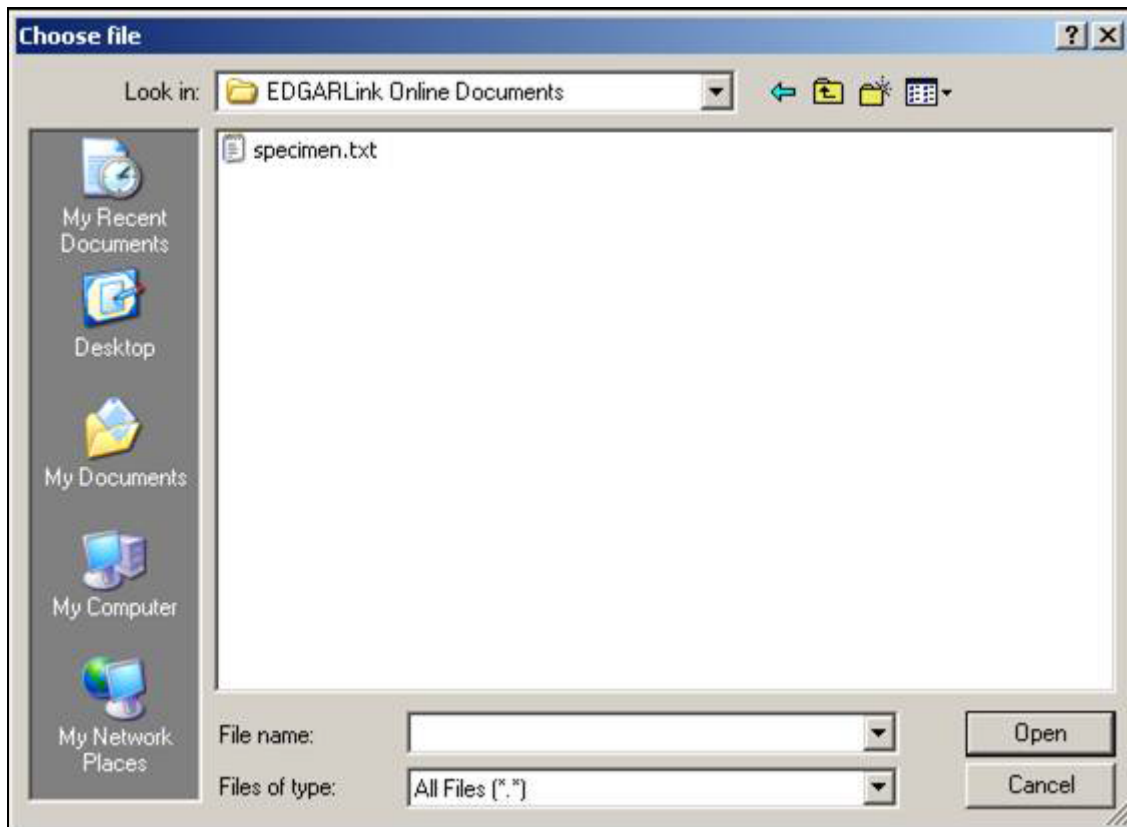 Choose file
Look in: EDGARLink Online Documents
specimen.txt
My Recent
Documents
Desktop
My Documents
My Computer
My Network
Places
File name:
Open
Files of type: All Files (*.*)
Cancel